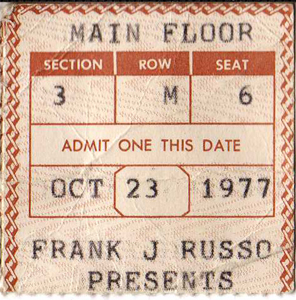 MAIN FLOOR
SECTION ROW SEAT
3 M 6
ADMIT ONE THIS DATE
OCT 23 1977
FRANK J RUSSO
PRESENTS